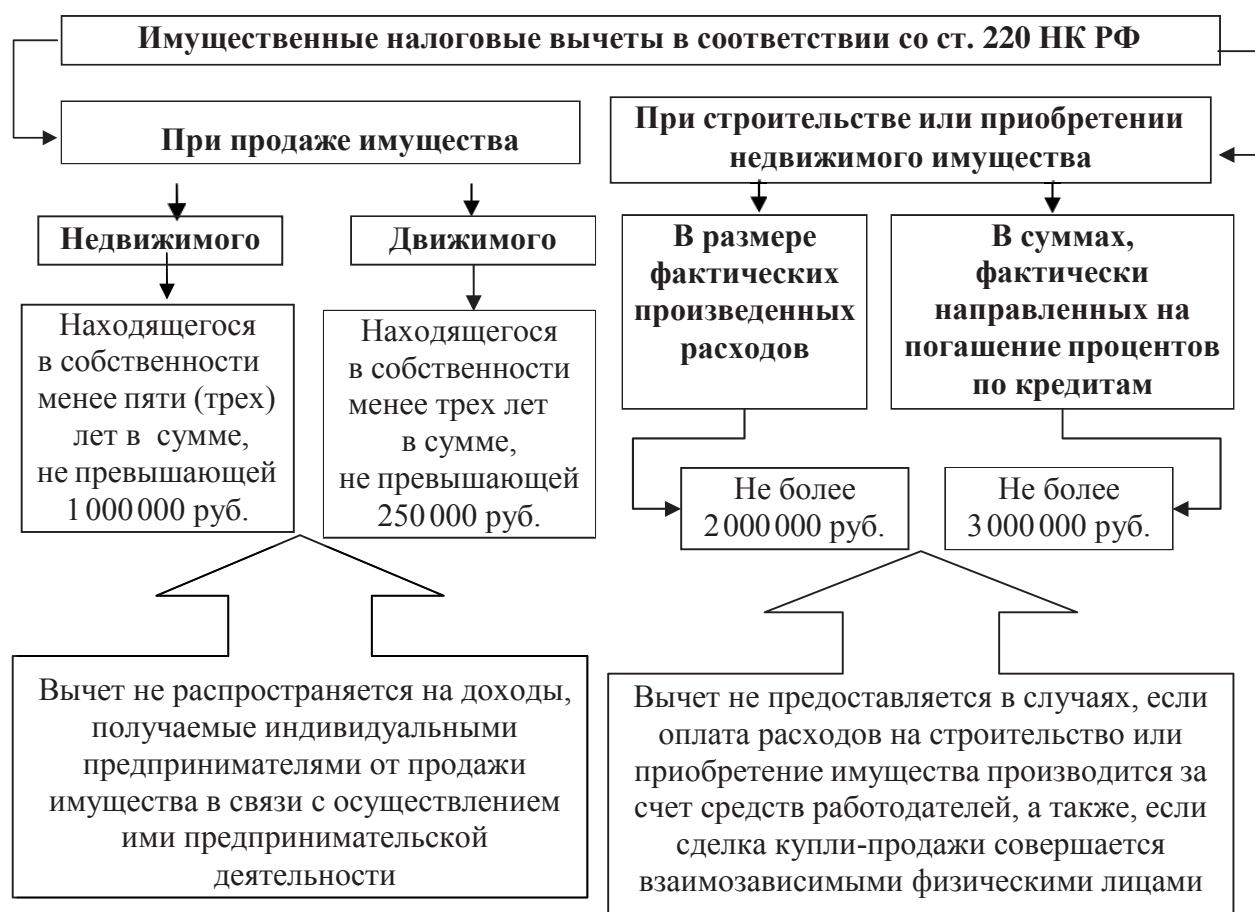 Имущественные налоговые вычеты в соответствии со ст. 220 НК РФ
При продаже имущества
При строительстве или приобретении
недвижимого имущества
Недвижимого
Движимого
Находящегося
в собственности
менее пяти (трех)
лет в сумме,
не превышающей
1 000 000 руб.
Находящегося
в собственности
менее трех лет
в сумме,
не превышающей
250 000 руб.
В размере
фактических
произведенных
расходов
В суммах,
фактически
направленных на
погашение процентов
по кредитам
Не более
2 000 000 руб.
Не более
3 000 000 руб.
Вычет не распространяется на доходы,
получаемые индивидуальными
предпринимателями от продажи
имущества в связи с осуществлением
ими предпринимательской
деятельности
Вычет не предоставляется в случаях, если
оплата расходов на строительство или
приобретение имущества производится за
счет средств работодателей, а также, если
сделка купли-продажи совершается
взаимозависимыми физическими лицами